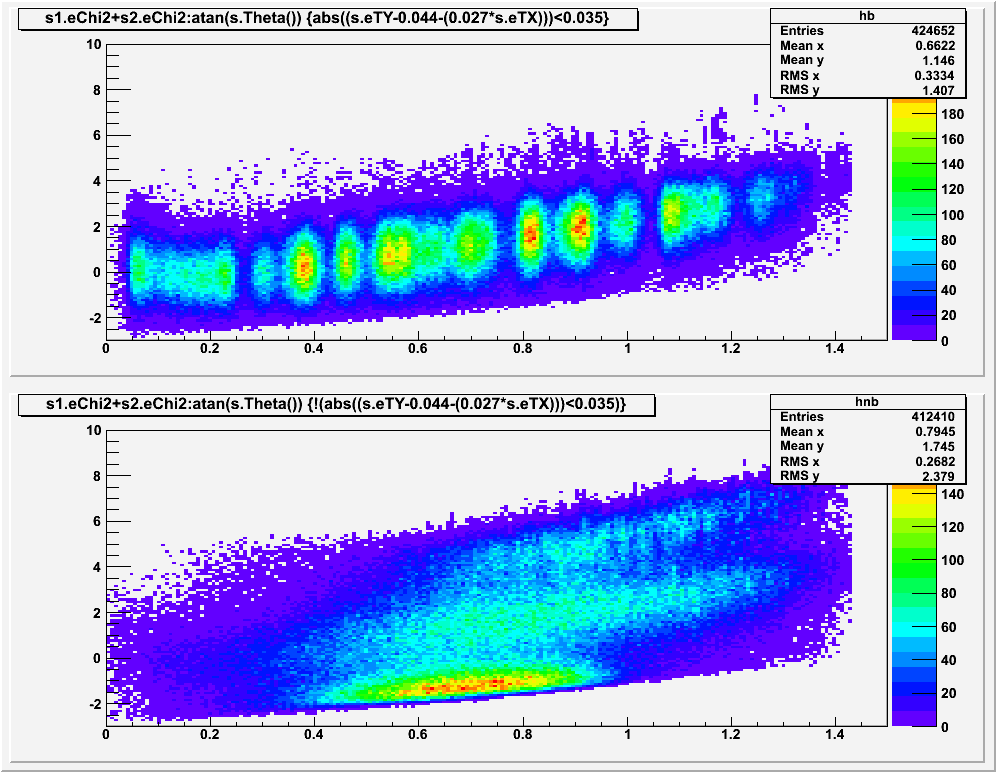 s1.eChi2+s2.eChi2:atan(s.Theta()) {abs((s.eTY-0.044-(0.027*s.eTX)))<0.035}
hb
Entries 424652
Mean x 0.6622
Mean y 1.146
RMS x 0.3334
RMS y 1.407
10
8
6
4
2
0
-2
0 0.2 0.4 0.6 0.8 1 1.2 1.4
180
160
140
120
100
80
60
40
20
0
s1.eChi2+s2.eChi2:atan(s.Theta()) {!(abs((s.eTY-0.044-(0.027*s.eTX)))<0.035)}
hnb
Entries 412410
Mean x 0.7945
Mean y 1.745
RMS x 0.2682
RMS y 2.379
10
8
6
4
2
0
-2
0 0.2 0.4 0.6 0.8 1 1.2 1.4
140
120
100
80
60
40
20
0